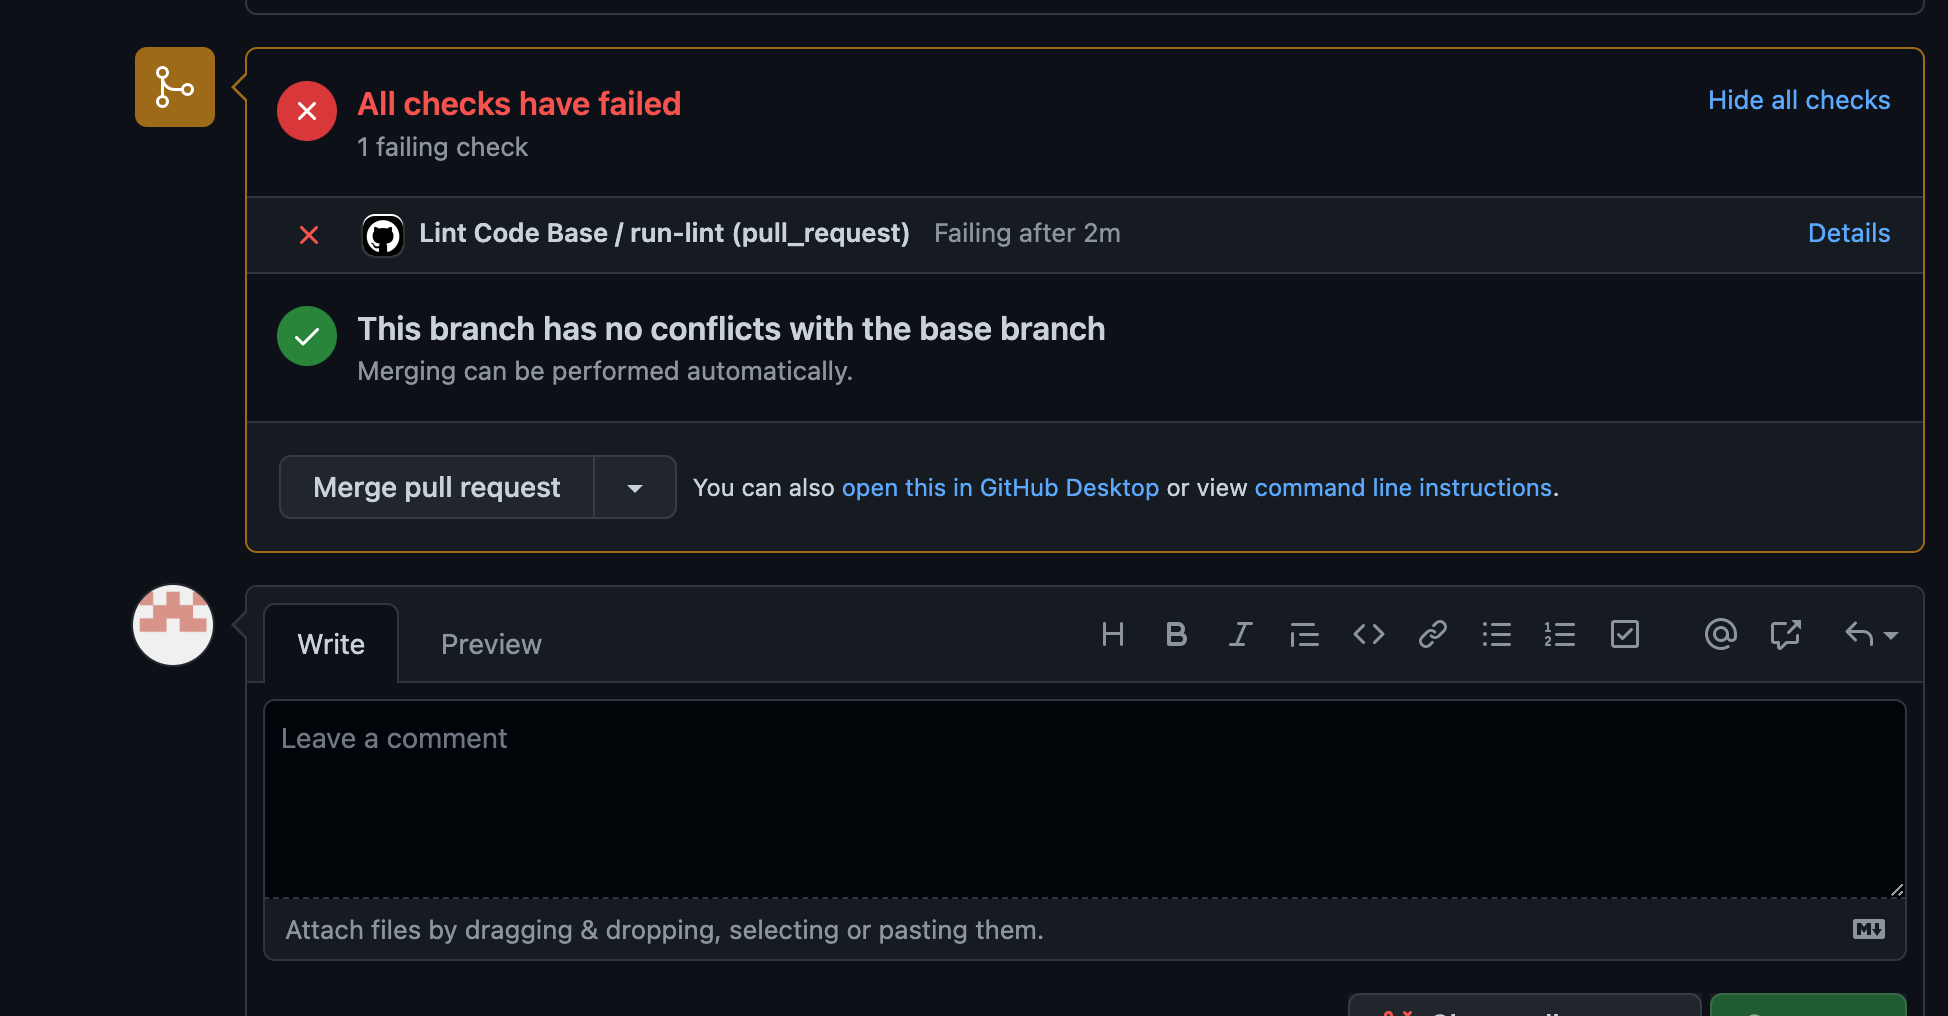 All checks have failed
Hide all checks
1 failing check
Lint Code Base / run-lint (pull_request) Failing after 2m
Details
This branch has no conflicts with the base branch
Merging can be performed automatically.
Merge pull request
You can also open this in GitHub Desktop or view command line instructions.
Write
Preview
Leave a comment
Attach files by dragging & dropping, selecting or pasting them.